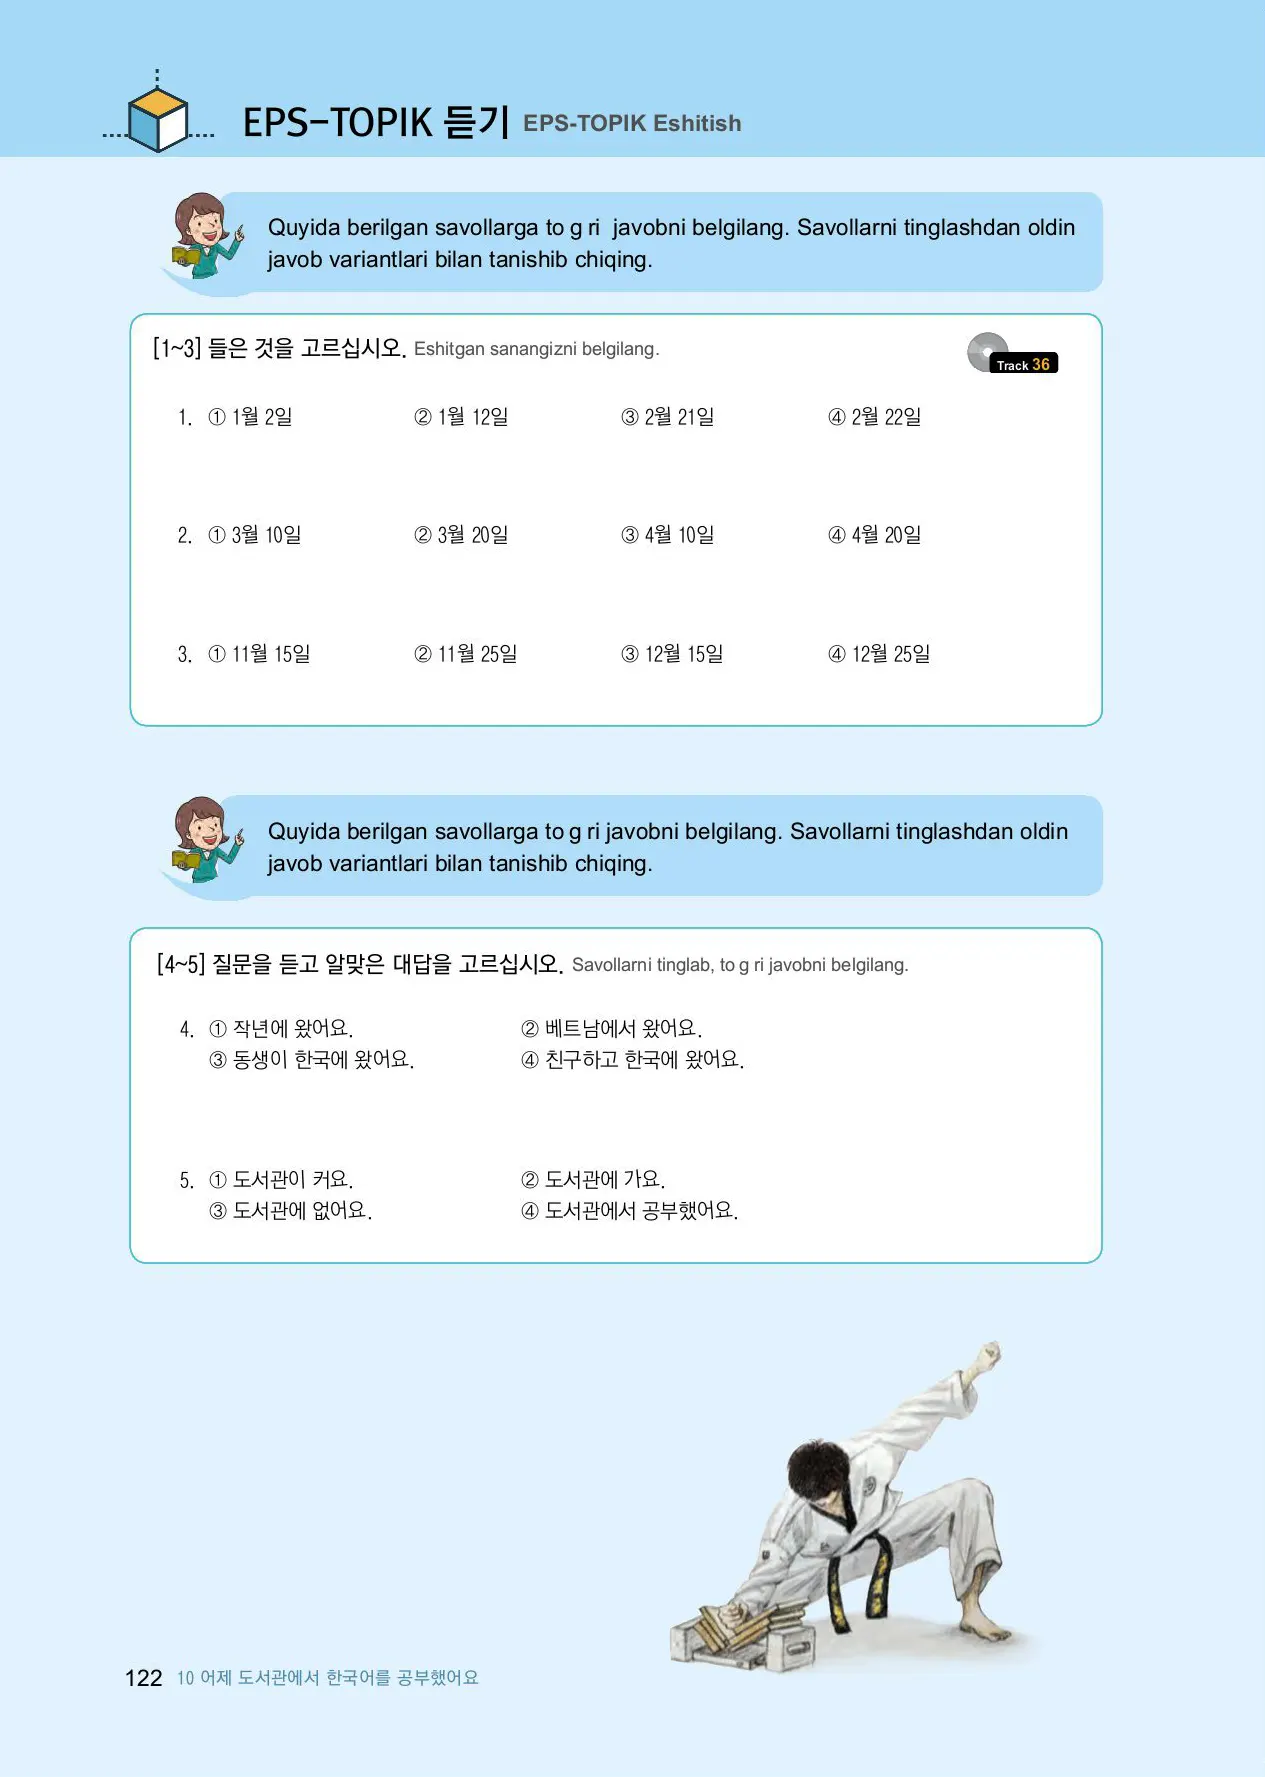 EPS-TOPIK 듣기 EPS-TOPIK Eshitish
Quyida berilgan savollarga to g ri javobni belgilang. Savollarni tinglashdan oldin
javob variantlari bilan tanishib chiqing.
[1~3] 들은 것을 고르십시오. Eshitgan sanangizni belgilang.
Track 36
1. ① 1월 2일 ② 1월 12일 ③ 2월 21일 ④ 2월 22일
2. ① 3월 10일 ② 3월 20일 ③ 4월 10일 ④ 4월 20일
3. ① 11월 15일 ② 11월 25일 ③ 12월 15일 ④ 12월 25일
Quyida berilgan savollarga to g ri javobni belgilang. Savollarni tinglashdan oldin
javob variantlari bilan tanishib chiqing.
[4~5] 질문을 듣고 알맞은 대답을 고르십시오. Savollarni tinglab, to g ri javobni belgilang.
4. ① 작년에 왔어요. ② 베트남에서 왔어요.
③ 동생이 한국에 왔어요. ④ 친구하고 한국에 왔어요.
5. ① 도서관이 커요. ② 도서관에 가요.
③ 도서관에 없어요. ④ 도서관에서 공부했어요.
122 10 어제 도서관에서 한국어를 공부했어요